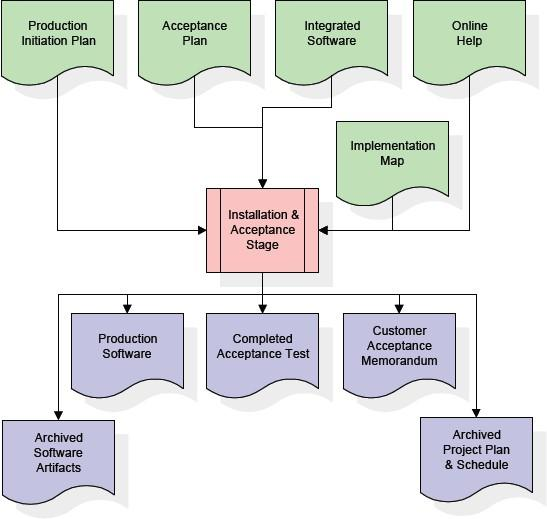 Production
Initiation Plan
Acceptance
Plan
Integrated
Software
Online
Help
Implementation
Map
Installation &
Acceptance
Stage
Production
Software
Completed
Acceptance Test
Customer
Acceptance
Memorandum
Archived
Software
Artifacts
Archived
Project Plan
& Schedule